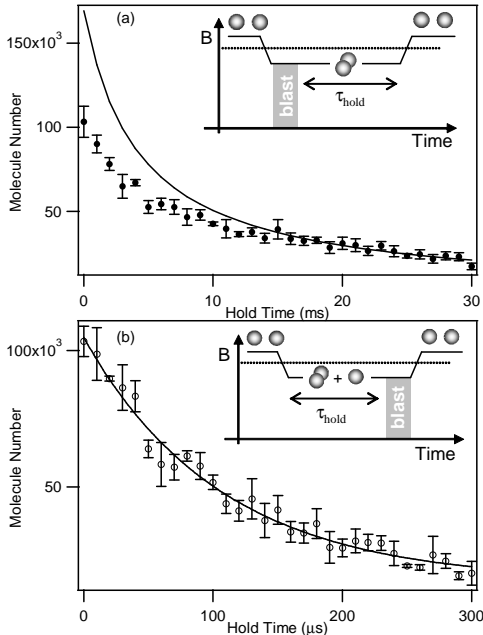 (a)
B
blast
τhold
Time
150x10³
100
50
Molecule Number
0
10
20
30
Hold Time (ms)
(b)
B
+
τhold
blast
Time
100x10³
50
Molecule Number
0
100
200
300
Hold Time (μs)